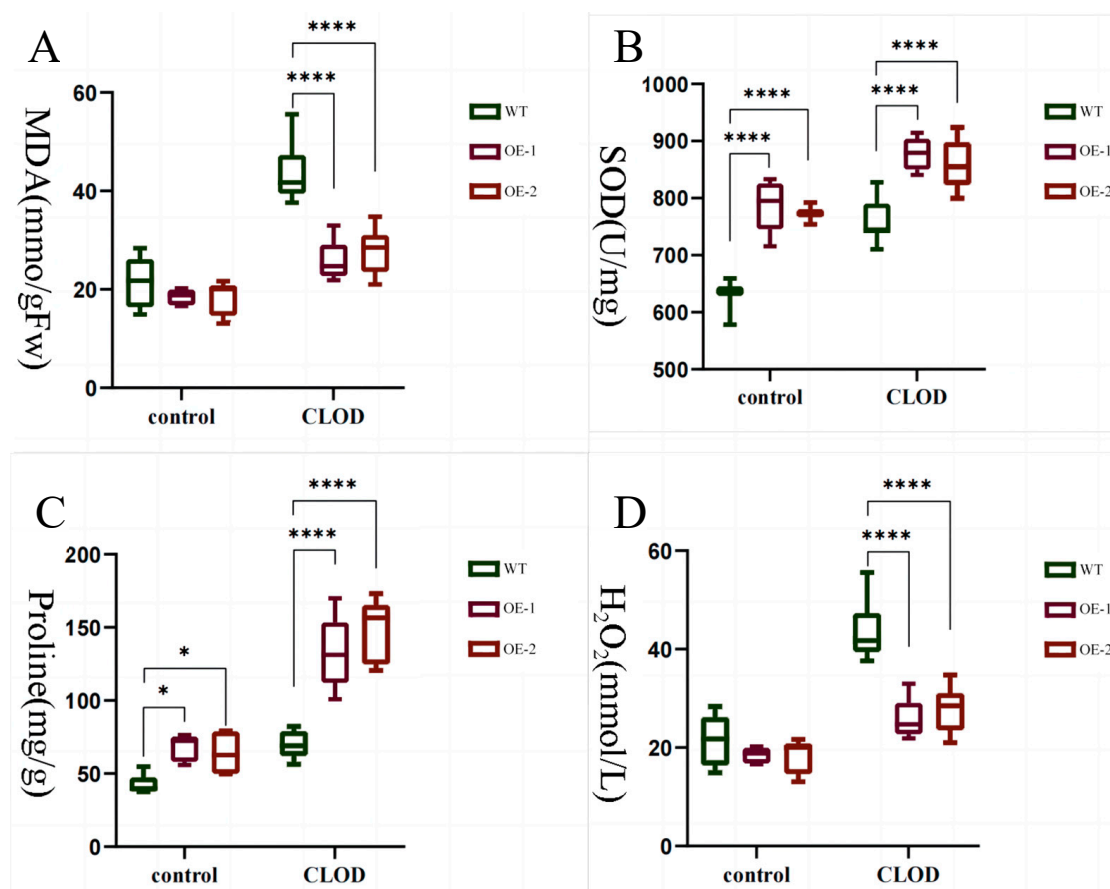 A
MDA(mmo/gFw)
****
****
60
40
20
0
control
CLOD
WT
OE-1
OE-2
B
SOD(U/mg)
****
****
****
****
1000
900
800
700
600
500
control
CLOD
WT
OE-1
OE-2
C
Proline(mg/g)
****
****
*
*
200
150
100
50
0
control
CLOD
WT
OE-1
OE-2
D
H₂O₂(mmol/L)
****
****
60
40
20
0
control
CLOD
WT
OE-1
OE-2